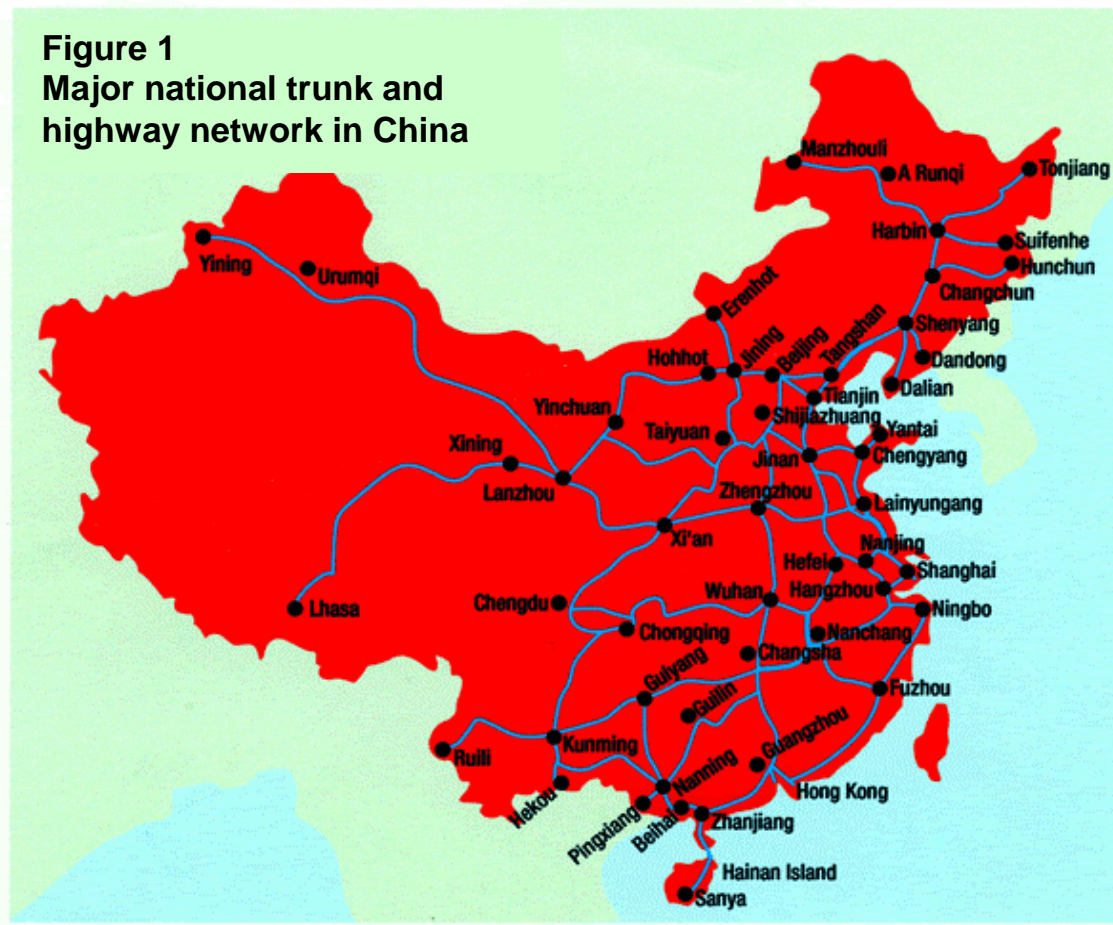 Figure 1
Major national trunk and
highway network in China
Manzhouli
A Runqi
Tonjiang
Harbin
Suifenhe
Hunchun
Yining
Urumqi
Changchun
Erenhot
Shenyang
Hohhot
Jining
Beijing
Tangshan
Dandong
Dalian
Tianjin
Yinchuan
Shijiazhuang
Taiyuan
Yantai
Xining
Jinan
Chengyang
Lanzhou
Zhengzhou
Lainyungang
Xi'an
Nanjing
Hefei
Shanghai
Hangzhou
Wuhan
Chengdu
Lhasa
Ningbo
Chongqing
Nanchang
Changsha
Guiyang
Guilin
Fuzhou
Guangzhou
Kunming
Ruili
Nanning
Hong Kong
Hekou
Pingxiang
Beihai
Zhanjiang
Hainan Island
Sanya